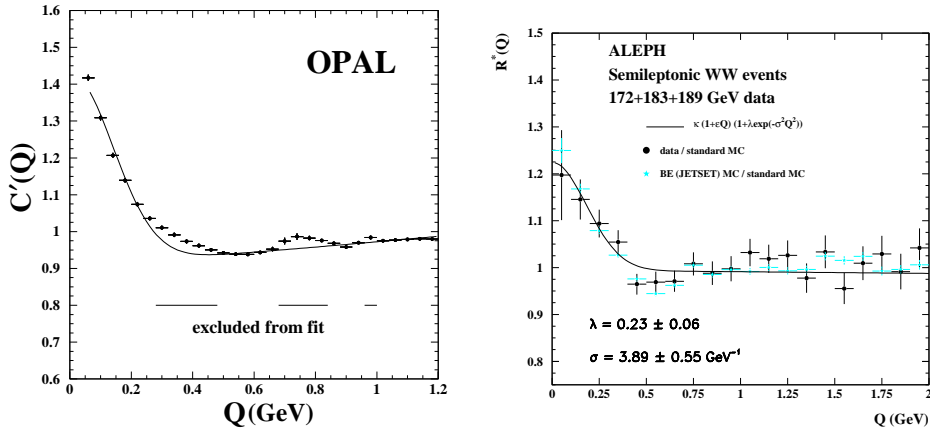 OPAL
C′(Q)
1.5
1.4
1.3
1.2
1.1
1
0.9
0.8
0.7
0.6
excluded from fit
0 0.2 0.4 0.6 0.8 1 1.2
Q (GeV)
R*(Q)
1.5
1.4
1.3
1.2
1.1
1.0
0.9
0.8
ALEPH
Semileptonic WW events
172+183+189 GeV data
κ (1+εQ) (1+λexp(-σ²Q²))
data / standard MC
BE (JETSET) MC / standard MC
λ = 0.23 ± 0.06
σ = 3.89 ± 0.55 GeV⁻¹
0 0.25 0.5 0.75 1 1.25 1.5 1.75 2
Q (GeV)